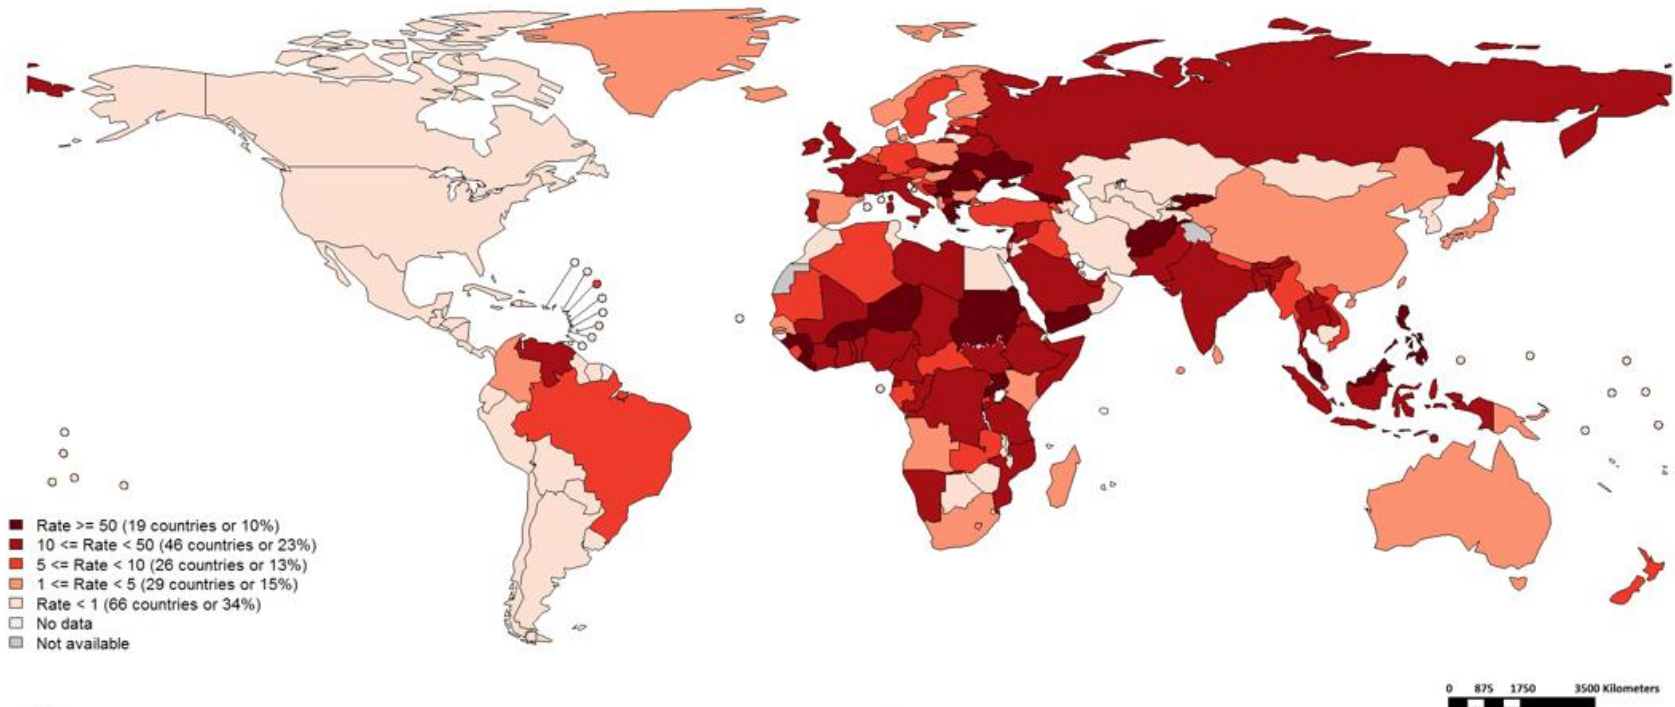 Rate >= 50 (19 countries or 10%)
10 <= Rate < 50 (46 countries or 23%)
5 <= Rate < 10 (26 countries or 13%)
1 <= Rate < 5 (29 countries or 15%)
Rate < 1 (66 countries or 34%)
No data
Not available
0 875 1750 3500 Kilometers